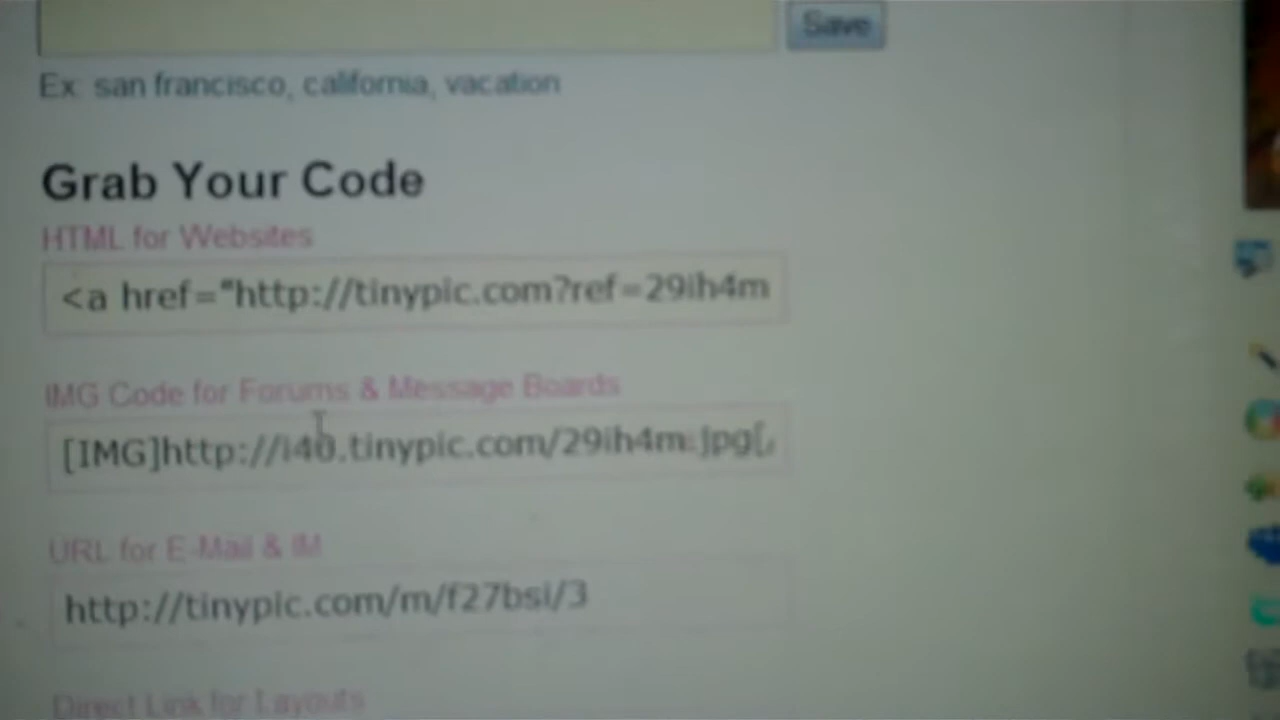 Save
Ex: san francisco, california, vacation
Grab Your Code
HTML for Websites
<a href="http://tinypic.com?ref=29ih4m
IMG Code for Forums & Message Boards
[IMG]http://i40.tinypic.com/29ih4m.jpg[/
URL for E-Mail & IM
http://tinypic.com/m/f27bsi/3
Direct Link for Layouts